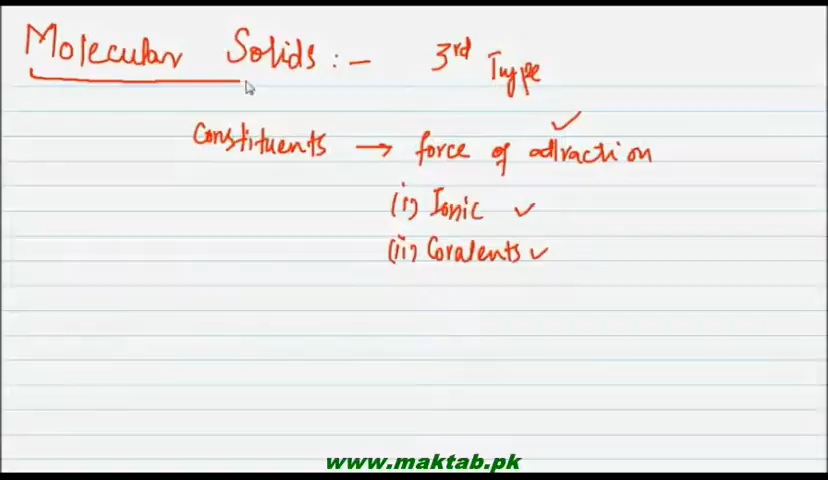 Molecular Solids :- 3rd Type
Constituents → force of attraction ✓
(i) Ionic ✓
(ii) Covalents ✓
www.maktab.pk